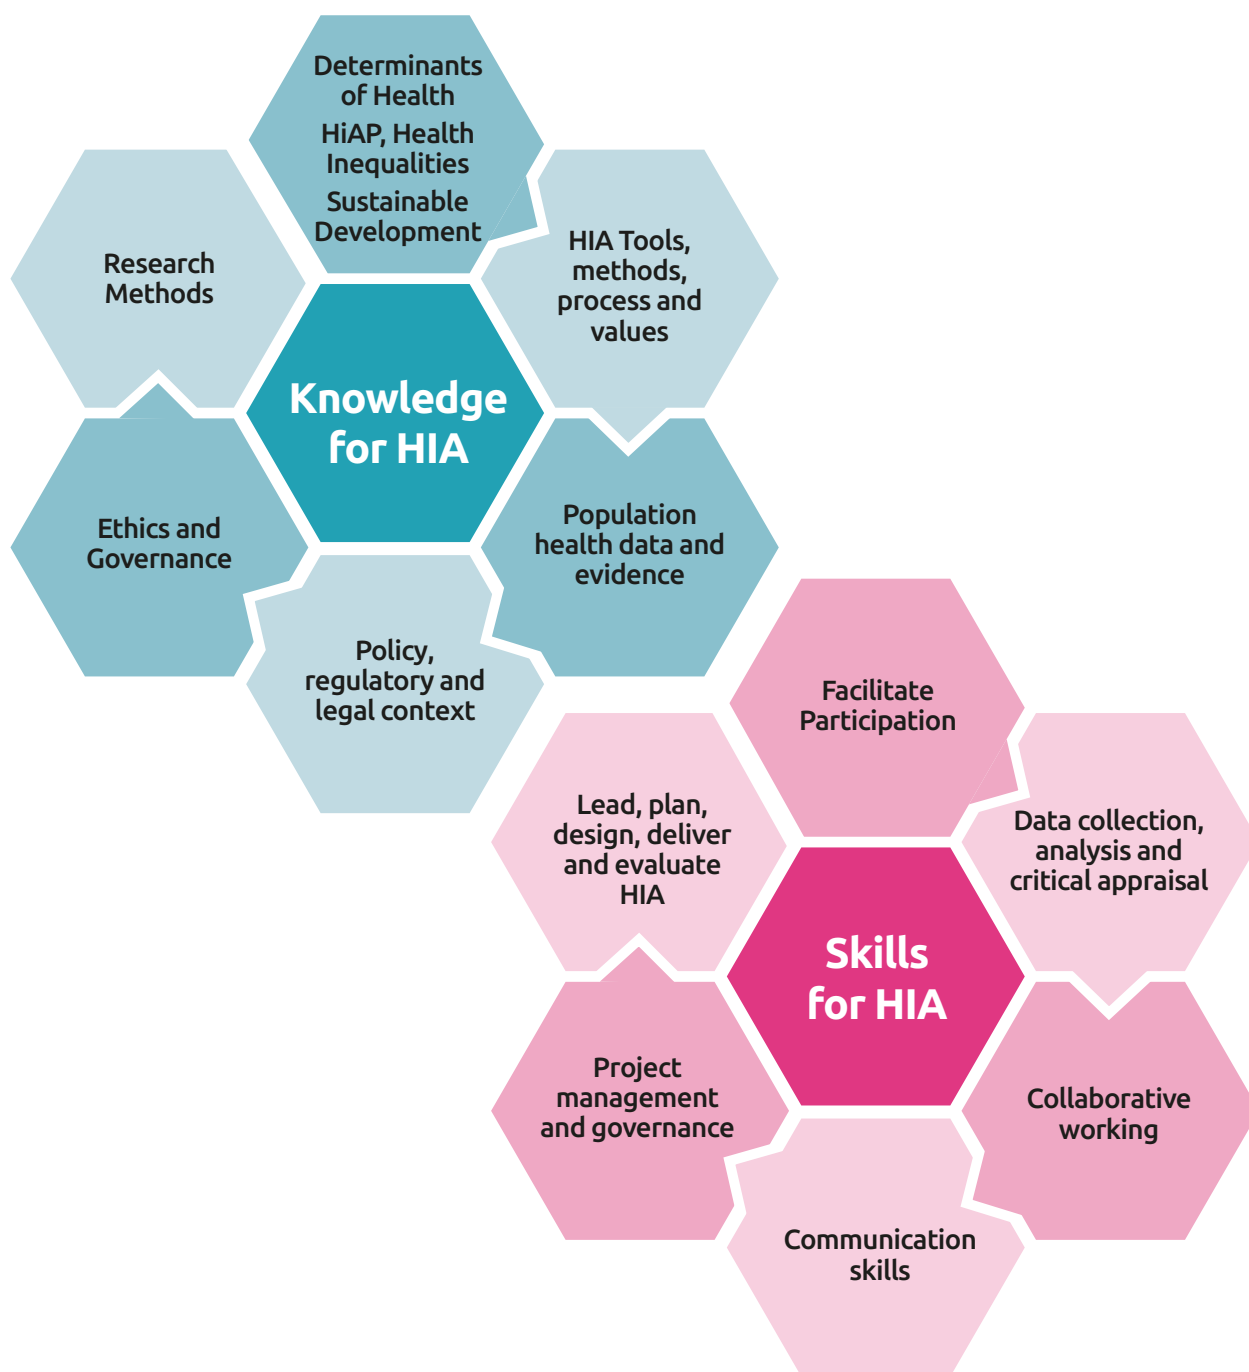 Determinants
of Health
HiAP, Health
Inequalities
Sustainable
Development
HIA Tools,
methods,
process and
values
Research
Methods
Knowledge
for HIA
Ethics and
Governance
Population
health data and
evidence
Policy,
regulatory and
legal context
Facilitate
Participation
Lead, plan,
design, deliver
and evaluate
HIA
Data collection,
analysis and
critical appraisal
Skills
for HIA
Project
management
and governance
Collaborative
working
Communication
skills